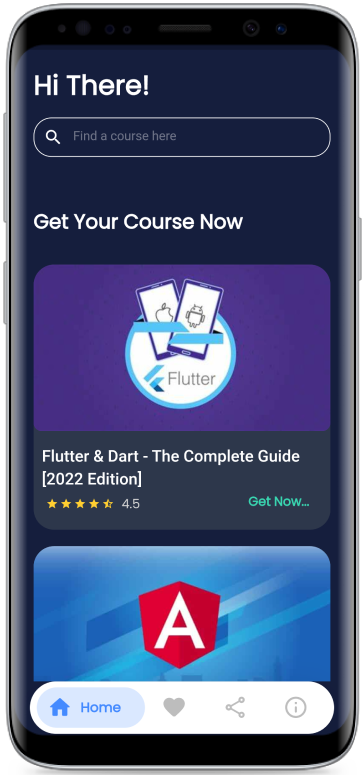 Hi There!
Find a course here
Get Your Course Now
Flutter
Flutter & Dart - The Complete Guide
[2022 Edition]
4.5
Get Now...
A
Home